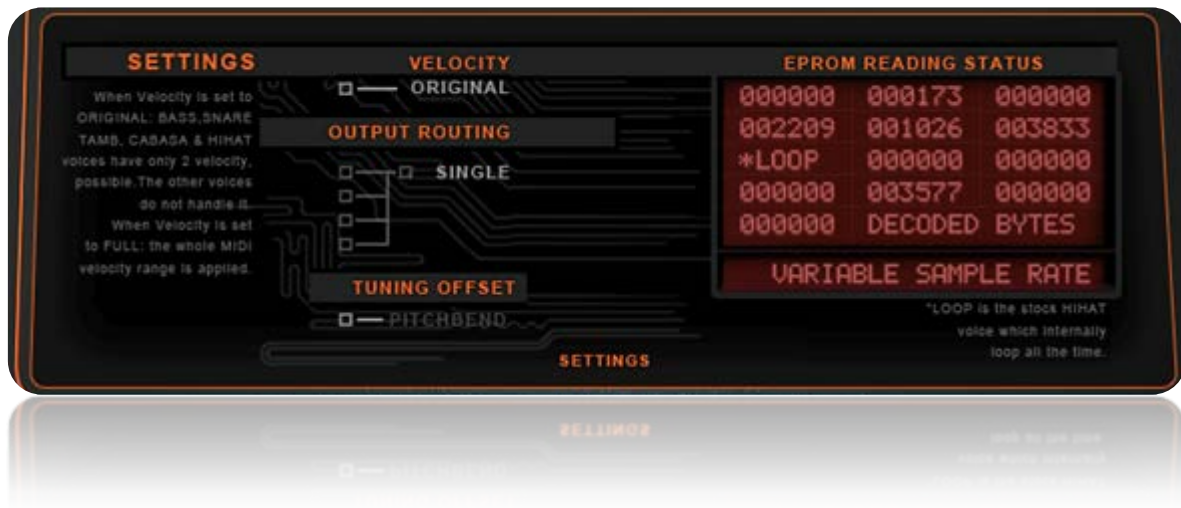 SETTINGS
When Velocity is set to
ORIGINAL: BASS,SNARE
TAMB, CABASA & HIHAT
voices have only 2 velocity,
possible.The other voices
do not handle it.
When Velocity is set
to FULL: the whole MIDI
velocity range is applied.
VELOCITY
ORIGINAL
OUTPUT ROUTING
SINGLE
TUNING OFFSET
PITCHBEND
SETTINGS
EPROM READING STATUS
000000 000173 000000
002209 001026 003833
*LOOP 000000 000000
000000 003577 000000
000000 DECODED BYTES
VARIABLE SAMPLE RATE
*LOOP is the stock HIHAT
voice which internally
loop all the time.